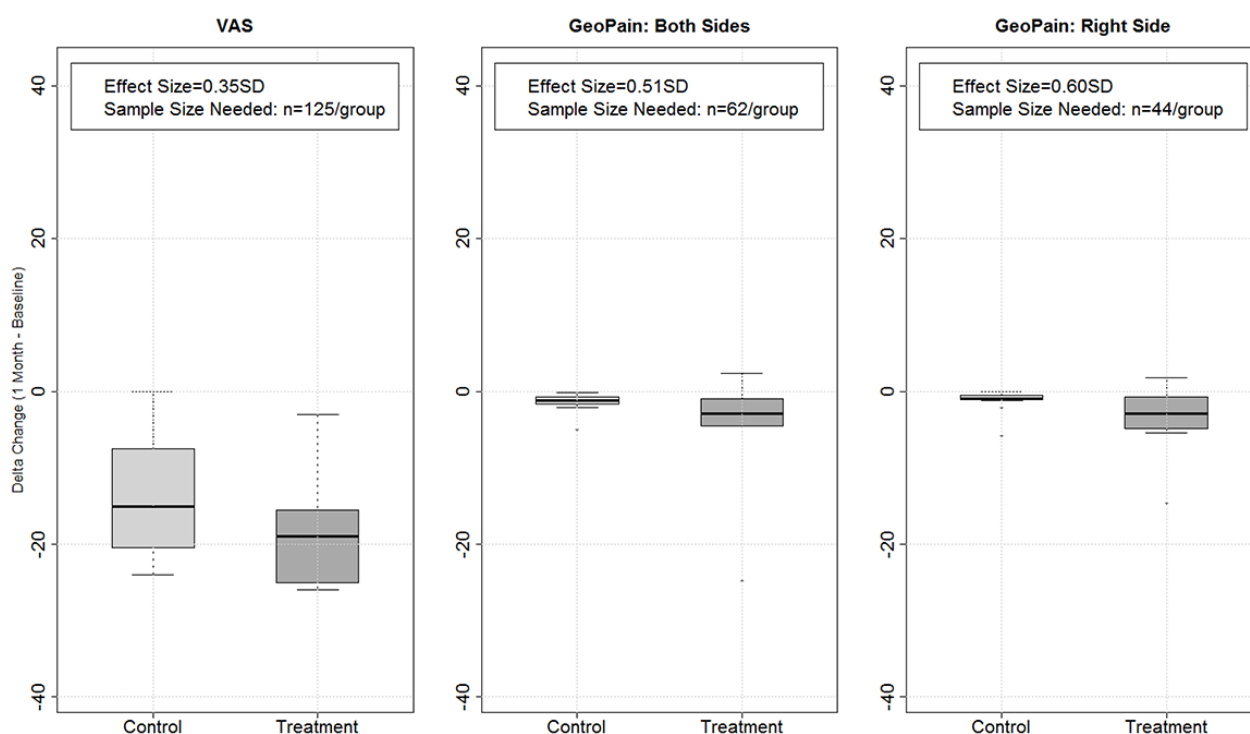 VAS
GeoPain: Both Sides
GeoPain: Right Side
Effect Size=0.35SD
Sample Size Needed: n=125/group
Effect Size=0.51SD
Sample Size Needed: n=62/group
Effect Size=0.60SD
Sample Size Needed: n=44/group
Delta Change (1 Month - Baseline)
40
20
0
-20
-40
40
20
0
-20
-40
40
20
0
-20
-40
Control
Treatment
Control
Treatment
Control
Treatment